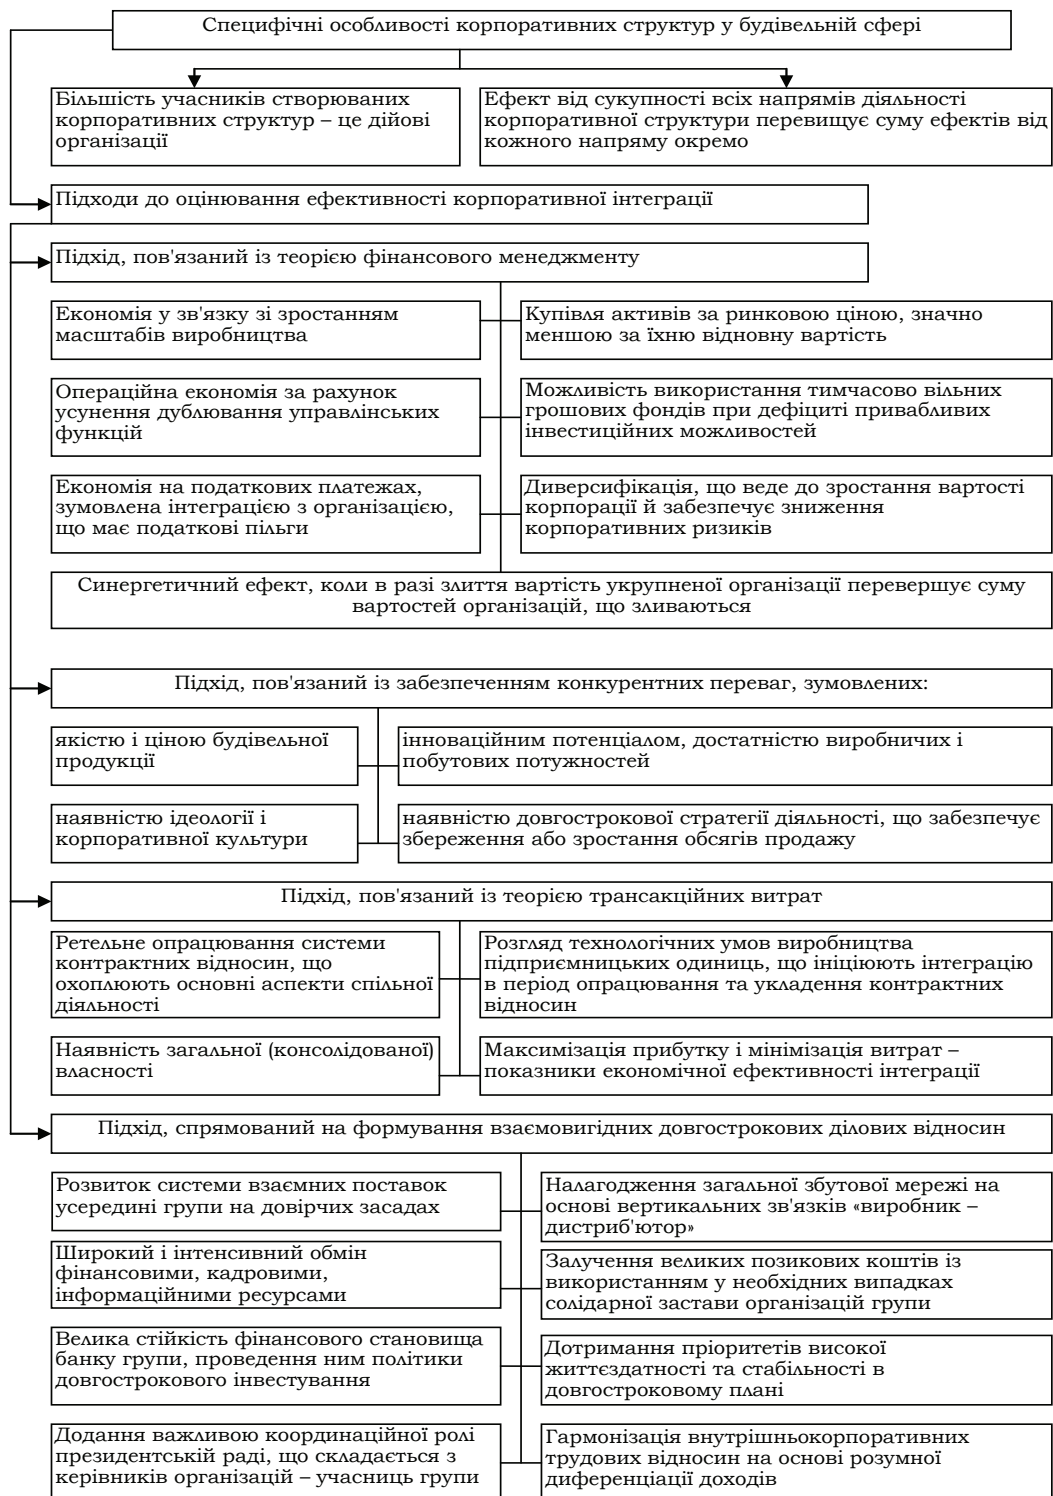 Специфічні особливості корпоративних структур у будівельній сфері
Більшість учасників створюваних
корпоративних структур – це дійові
організації
Ефект від сукупності всіх напрямів діяльності
корпоративної структури перевищує суму ефектів від
кожного напряму окремо
Підходи до оцінювання ефективності корпоративної інтеграції
Підхід, пов'язаний із теорією фінансового менеджменту
Економія у зв'язку зі зростанням
масштабів виробництва
Купівля активів за ринковою ціною, значно
меншою за їхню відновну вартість
Операційна економія за рахунок
усунення дублювання управлінських
функцій
Можливість використання тимчасово вільних
грошових фондів при дефіциті привабливих
інвестиційних можливостей
Економія на податкових платежах,
зумовлена інтеграцією з організацією,
що має податкові пільги
Диверсифікація, що веде до зростання вартості
корпорації й забезпечує зниження
корпоративних ризиків
Синергетичний ефект, коли в разі злиття вартість укрупненої організації перевершує суму
вартостей організацій, що зливаються
Підхід, пов'язаний із забезпеченням конкурентних переваг, зумовлених:
якістю і ціною будівельної
продукції
інноваційним потенціалом, достатністю виробничих і
побутових потужностей
наявністю ідеології і
корпоративної культури
наявністю довгострокової стратегії діяльності, що забезпечує
збереження або зростання обсягів продажу
Підхід, пов'язаний із теорією трансакційних витрат
Ретельне опрацювання системи
контрактних відносин, що
охоплюють основні аспекти спільної
діяльності
Розгляд технологічних умов виробництва
підприємницьких одиниць, що ініціюють інтеграцію
в період опрацювання та укладення контрактних
відносин
Наявність загальної (консолідованої)
власності
Максимізація прибутку і мінімізація витрат –
показники економічної ефективності інтеграції
Підхід, спрямований на формування взаємовигідних довгострокових ділових відносин
Розвиток системи взаємних поставок
усередині групи на довірчих засадах
Налагодження загальної збутової мережі на
основі вертикальних зв'язків «виробник –
дистриб'ютор»
Широкий і інтенсивний обмін
фінансовими, кадровими,
інформаційними ресурсами
Залучення великих позикових коштів із
використанням у необхідних випадках
солідарної застави організацій групи
Велика стійкість фінансового становища
банку групи, проведення ним політики
довгострокового інвестування
Дотримання пріоритетів високої
життєздатності та стабільності в
довгостроковому плані
Додання важливою координаційної ролі
президентській раді, що складається з
керівників організацій – учасниць групи
Гармонізація внутрішньокорпоративних
трудових відносин на основі розумної
диференціації доходів